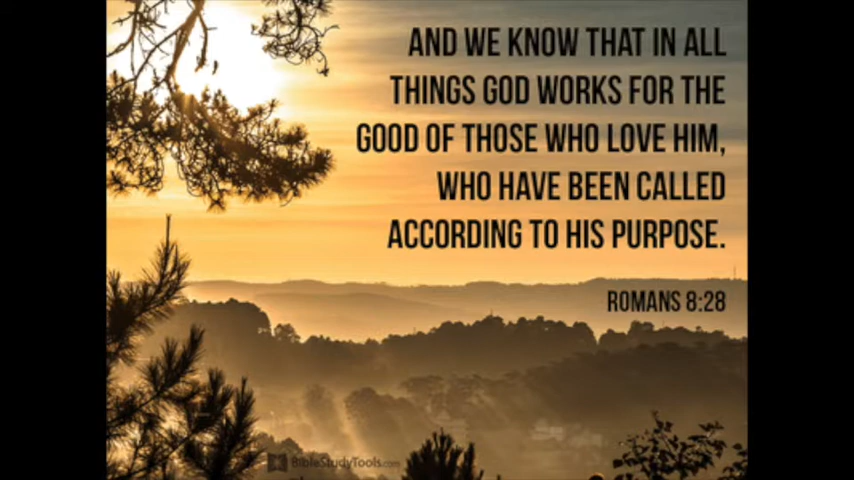 AND WE KNOW THAT IN ALL
THINGS GOD WORKS FOR THE
GOOD OF THOSE WHO LOVE HIM,
WHO HAVE BEEN CALLED
ACCORDING TO HIS PURPOSE.
ROMANS 8:28
BIBLESTUDYTOOLS.com